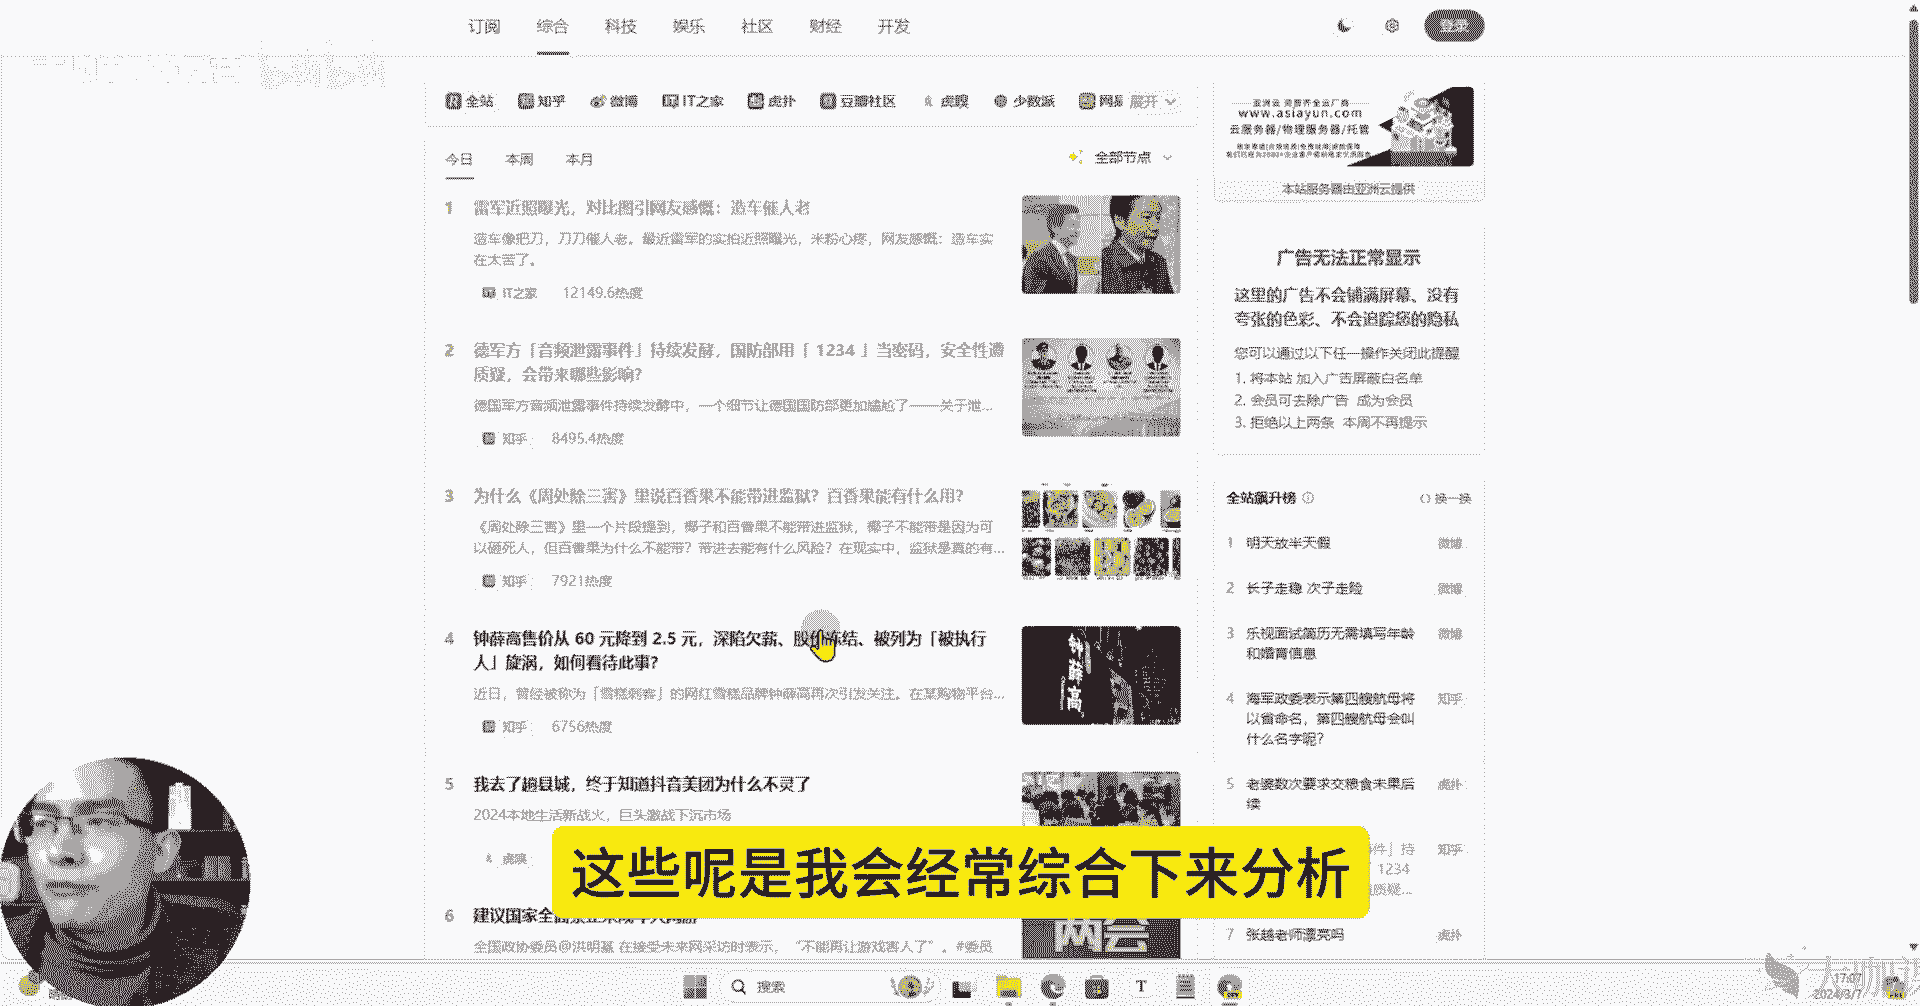 订阅 综合 科技 娱乐 社区 财经 开发
登录
全站 知乎 微博 IT之家 虎扑 豆瓣社区 虎嗅 少数派 展开
今日 本周 本月 全部节点
1 雷军近照曝光，对比图引网友感慨：造车催人老
造车像把刀，刀刀催人老。最近雷军的实拍近照曝光，米粉心疼，网友感慨：造车实
在太苦了。
IT之家 12149.6热度
2 德军方「音频泄露事件」持续发酵，国防部用「 1234 」当密码，安全性遭
质疑，会带来哪些影响？
德国军方音频泄露事件持续发酵中，一个细节让德国国防部更加尴尬了——关于泄...
知乎 8495.4热度
3 为什么《周处除三害》里说百香果不能带进监狱？百香果能有什么用？
《周处除三害》里一个片段提到，椰子和百香果不能带进监狱，椰子不能带是因为可
以砸死人，但百香果为什么不能带？带进去能有什么风险？在现实中，监狱是真的有...
知乎 7921热度
4 钟薛高售价从 60 元降到 2.5 元，深陷欠薪、股价冻结、被列为「被执行
人」旋涡，如何看待此事？
近日，曾经被称为「雪糕刺客」的网红雪糕品牌钟薛高再次引发关注。在某购物平台...
知乎 6756热度
钟薛高
5 我去了趟县城，终于知道抖音美团为什么不灵了
2024本地生活新战火，巨头激战下沉市场
虎嗅
6 建议国家全
全国政协委员@洪明基 在接受未来网采访时表示，“不能再让游戏害人了”。#委员
两会
亚洲云
www.asiayun.com
云服务器/物理服务器/托管
本站服务器由亚洲云提供
广告无法正常显示
这里的广告不会铺满屏幕、没有
夸张的色彩、不会追踪您的隐私
您可以通过以下任一操作关闭此提醒
1. 将本站 加入广告屏蔽白名单
2. 会员可去除广告 成为会员
3. 拒绝以上两条 本周不再提示
全站飙升榜 换一换
1 明天放半天假 微博
2 长子走稳 次子走险 微博
3 乐视面试简历无需填写年龄 微博
和婚育信息
4 海军政委表示第四艘航母将 知乎
以省命名，第四艘航母会叫
什么名字呢？
5 老婆数次要求交粮食未果后 虎扑
续
件」持 知乎
1234
质疑...
7 张越老师漂亮吗 虎扑
这些呢是我会经常综合下来分析
搜索
17:07
2024/3/7